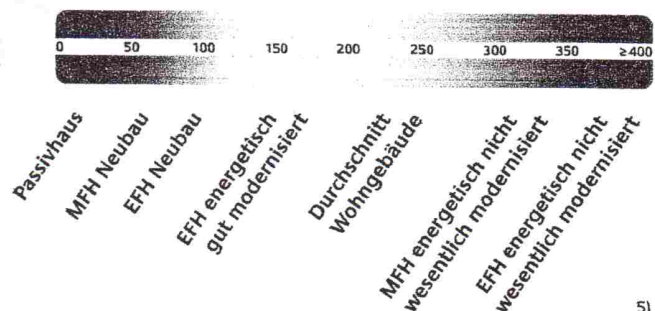 0 50 100 150 200 250 300 350 ≥400
Passivhaus
MFH Neubau
EFH Neubau
EFH energetisch
gut modernisiert
Durchschnitt
Wohngebäude
MFH energetisch nicht
wesentlich modernisiert
EFH energetisch nicht
wesentlich modernisiert
5)